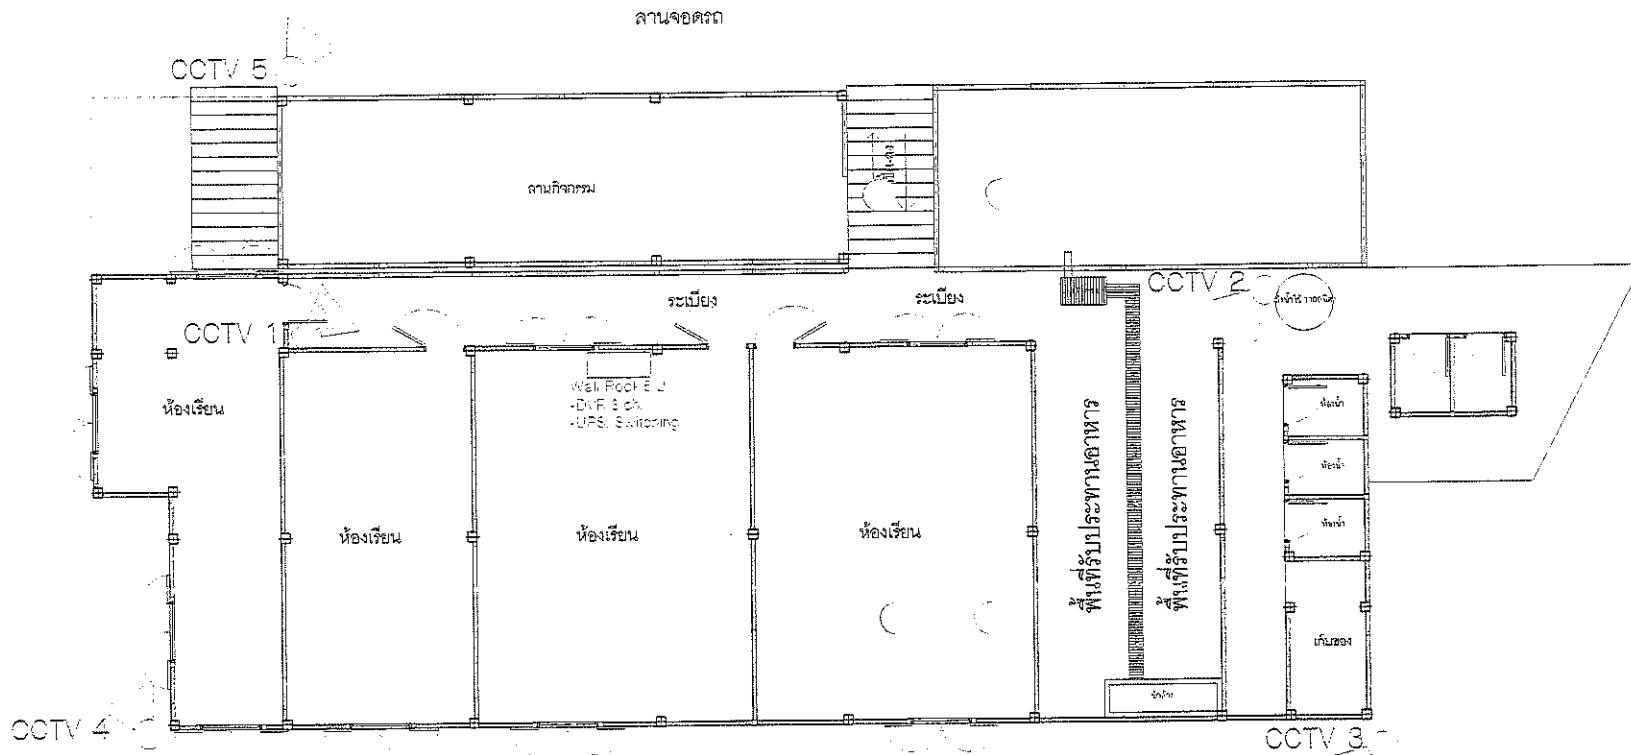 ลานจอดรถ
CCTV 5
ลานกิจกรรม
ระเบียง
ระเบียง
CCTV 2
CCTV 1
-DVR 8 ch.
-UPS, Switching
ห้องเรียน
ห้องเรียน
ห้องเรียน
ห้องเรียน
พื้นที่รับประทานอาหาร
พื้นที่รับประทานอาหาร
ห้องน้ำ
ห้องน้ำ
ห้องน้ำ
เก็บของ
ซักล้าง
CCTV 4
CCTV 3